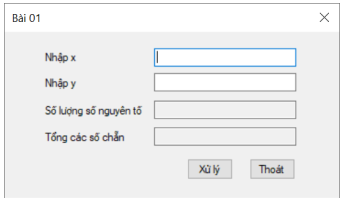 Bài 01
Nhập x
Nhập y
Số lượng số nguyên tố
Tổng các số chẵn
Xử lý Thoát